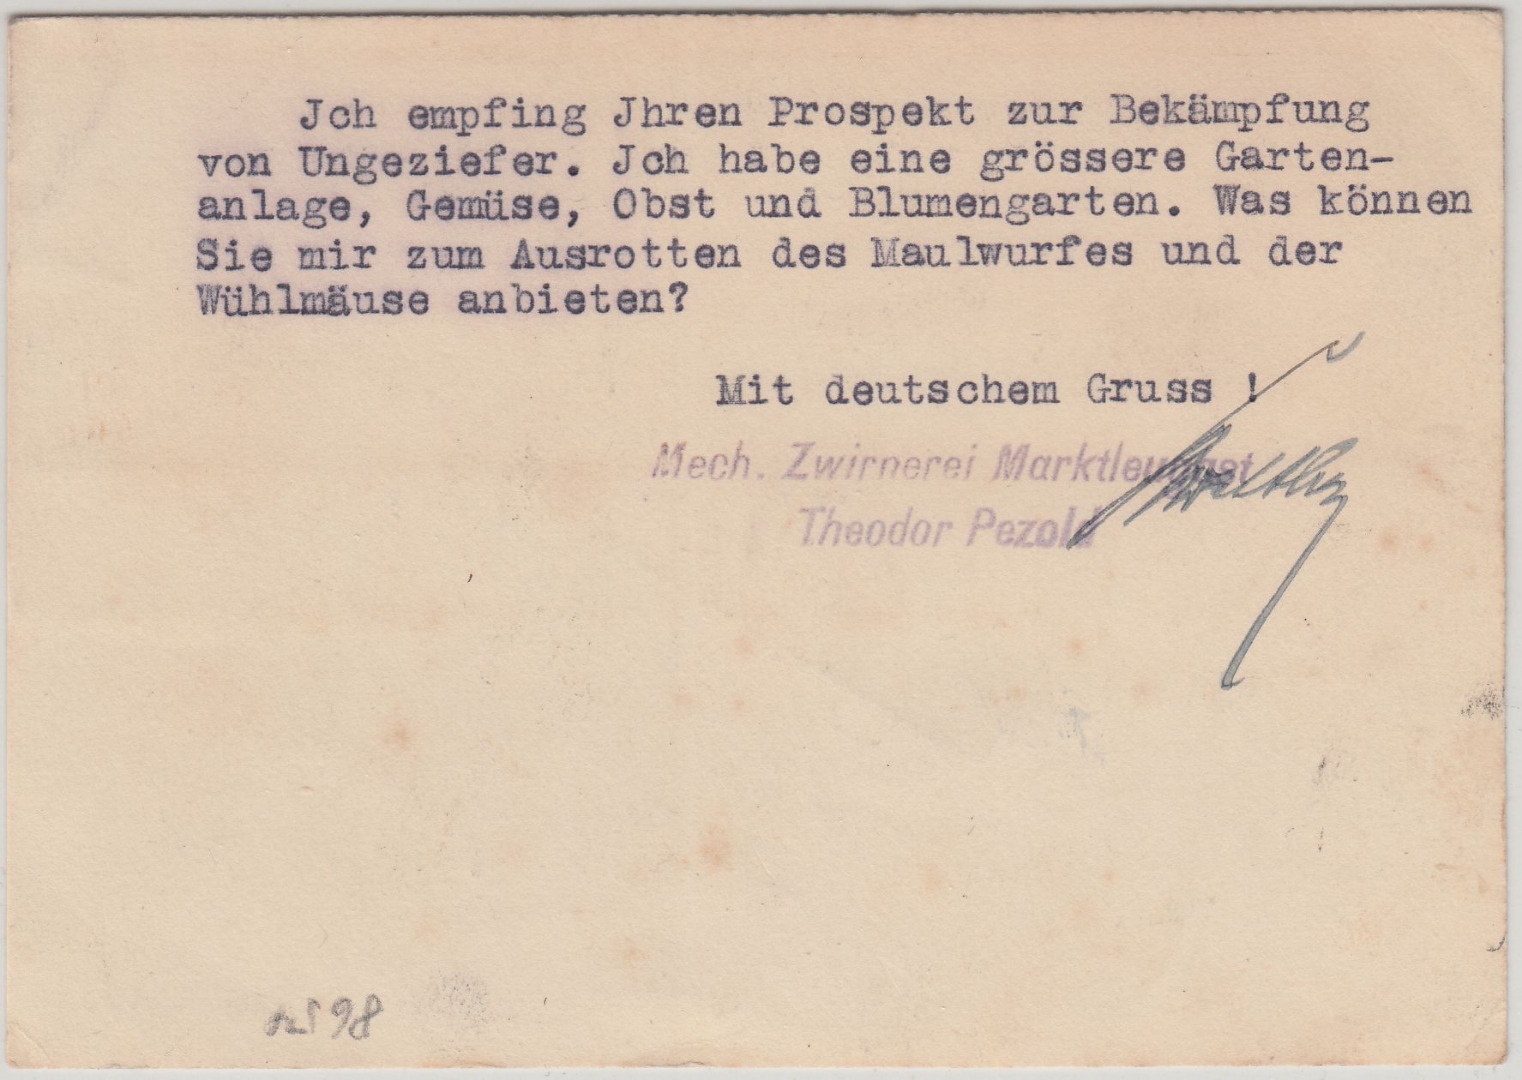 Jch empfing Jhren Prospekt zur Bekämpfung
von Ungeziefer. Jch habe eine grössere Garten-
anlage, Gemüse, Obst und Blumengarten. Was können
Sie mir zum Ausrotten des Maulwurfes und der
Wühlmäuse anbieten?
Mit deutschem Gruss !
Mech. Zwirnerei
Theodor Pezold
98